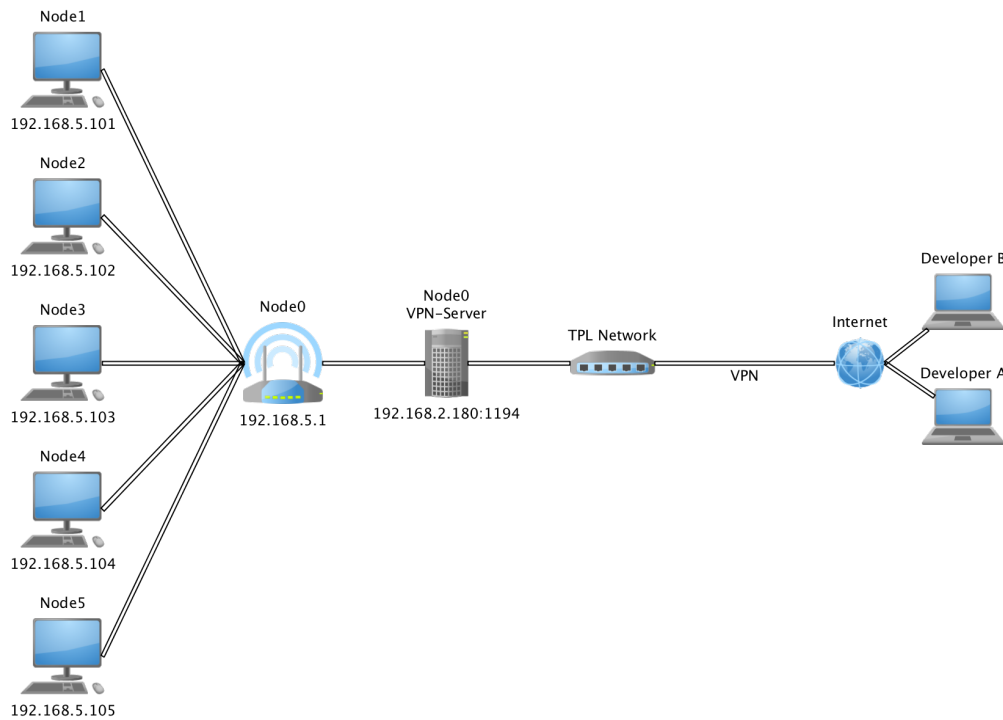 Node1
192.168.5.101
Node2
192.168.5.102
Node3
192.168.5.103
Node4
192.168.5.104
Node5
192.168.5.105
Node0
192.168.5.1
Node0
VPN-Server
192.168.2.180:1194
TPL Network
VPN
Internet
Developer B
Developer A